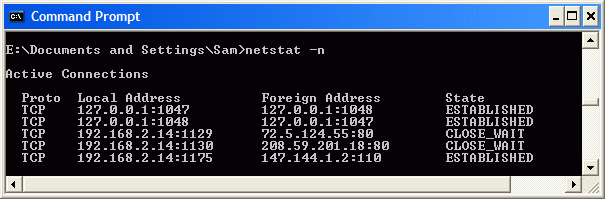 Command Prompt
E:\Documents and Settings\Sam>netstat -n
Active Connections
Proto Local Address Foreign Address State
TCP 127.0.0.1:1047 127.0.0.1:1048 ESTABLISHED
TCP 127.0.0.1:1048 127.0.0.1:1047 ESTABLISHED
TCP 192.168.2.14:1129 72.5.124.55:80 CLOSE_WAIT
TCP 192.168.2.14:1130 208.59.201.18:80 CLOSE_WAIT
TCP 192.168.2.14:1175 147.144.1.2:110 ESTABLISHED